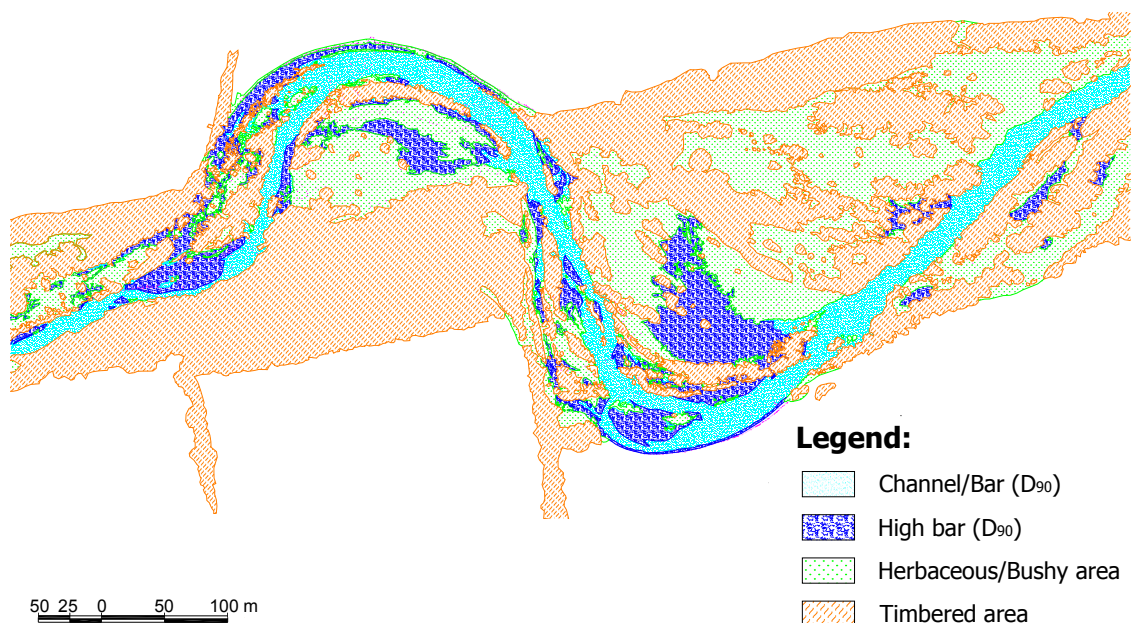 Legend:
Channel/Bar (D90)
High bar (D90)
Herbaceous/Bushy area
Timbered area
50 25 0 50 100 m